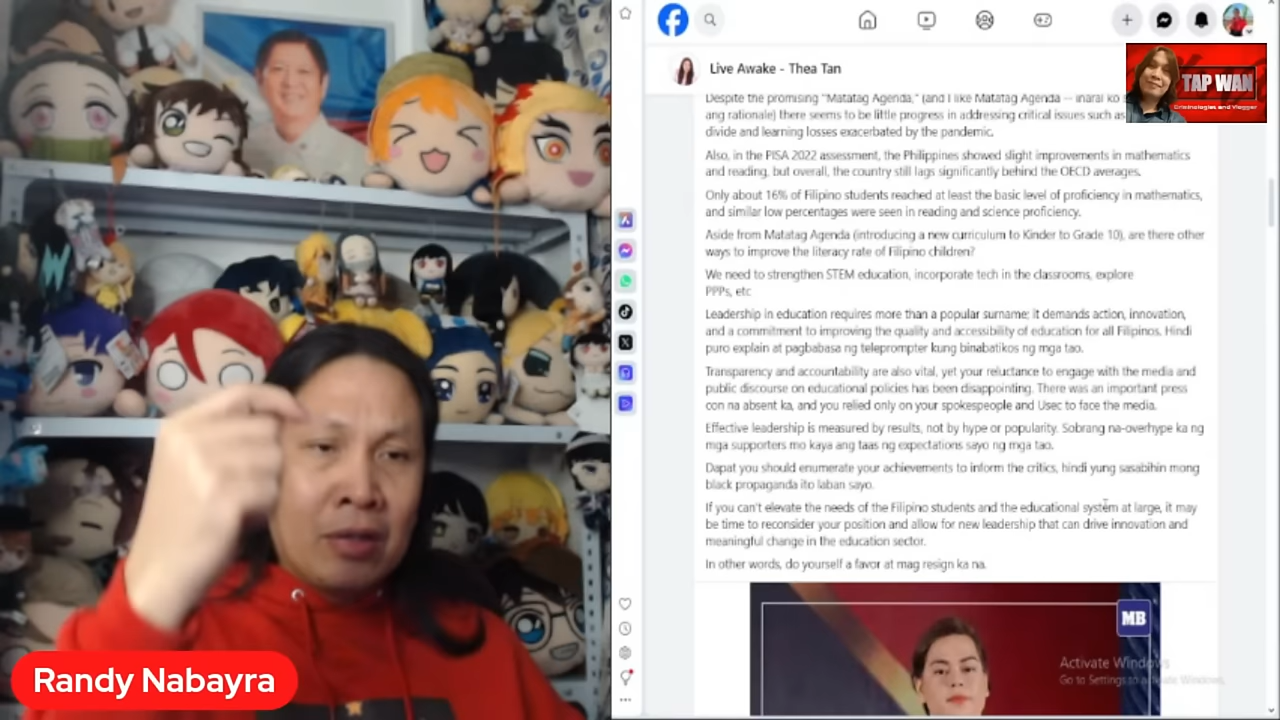 Live Awake - Thea Tan
TAP WAN
Criminologist and Vlogger
Despite the promising "Matatag Agenda," (and I like Matatag Agenda -- inaral ko
ang rationale) there seems to be little progress in addressing critical issues such as
divide and learning losses exacerbated by the pandemic.
Also, in the PISA 2022 assessment, the Philippines showed slight improvements in mathematics
and reading, but overall, the country still lags significantly behind the OECD averages.
Only about 16% of Filipino students reached at least the basic level of proficiency in mathematics,
and similar low percentages were seen in reading and science proficiency.
Aside from Matatag Agenda (introducing a new curriculum to Kinder to Grade 10), are there other
ways to improve the literacy rate of Filipino children?
We need to strengthen STEM education, incorporate tech in the classrooms, explore
PPPs, etc
Leadership in education requires more than a popular surname; it demands action, innovation,
and a commitment to improving the quality and accessibility of education for all Filipinos. Hindi
puro explain at pagbabasa ng teleprompter kung binabatikos ng mga tao.
Transparency and accountability are also vital, yet your reluctance to engage with the media and
public discourse on educational policies has been disappointing. There was an important press
con na absent ka, and you relied only on your spokespeople and Usec to face the media.
Effective leadership is measured by results, not by hype or popularity. Sobrang na-overhype ka ng
mga supporters mo kaya ang taas ng expectations sayo ng mga tao.
Dapat you should enumerate your achievements to inform the critics, hindi yung sasabihin mong
black propaganda ito laban sayo.
If you can't elevate the needs of the Filipino students and the educational system at large, it may
be time to reconsider your position and allow for new leadership that can drive innovation and
meaningful change in the education sector.
In other words, do yourself a favor at mag resign ka na.
MB
Activate Windows
Go to Settings to activate Windows.
Randy Nabayra